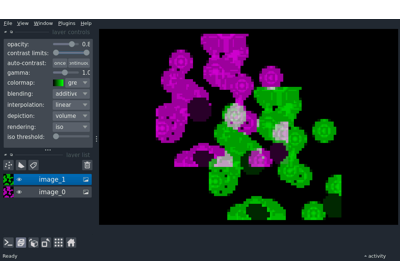 File View Window Plugins Help
layer controls
opacity: 0.8
contrast limits:
auto-contrast: once
gamma: 1.0
colormap: gre
blending: additive
interpolation: linear
depiction: volume
rendering: iso
iso threshold:
layer list
image_1
image_0
Ready
activity